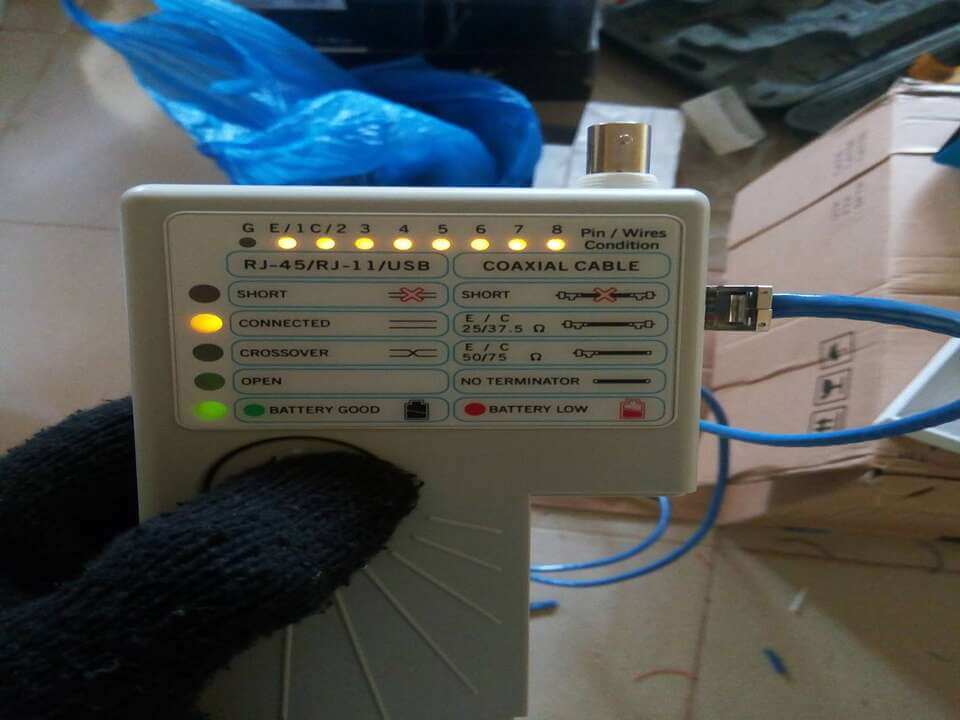 G E/1 C/2 3 4 5 6 7 8 Pin / Wires
Condition
RJ-45/RJ-11/USB COAXIAL CABLE
SHORT SHORT
CONNECTED E / C
25/37.5 Ω
CROSSOVER E / C
50/75 Ω
OPEN NO TERMINATOR
BATTERY GOOD BATTERY LOW